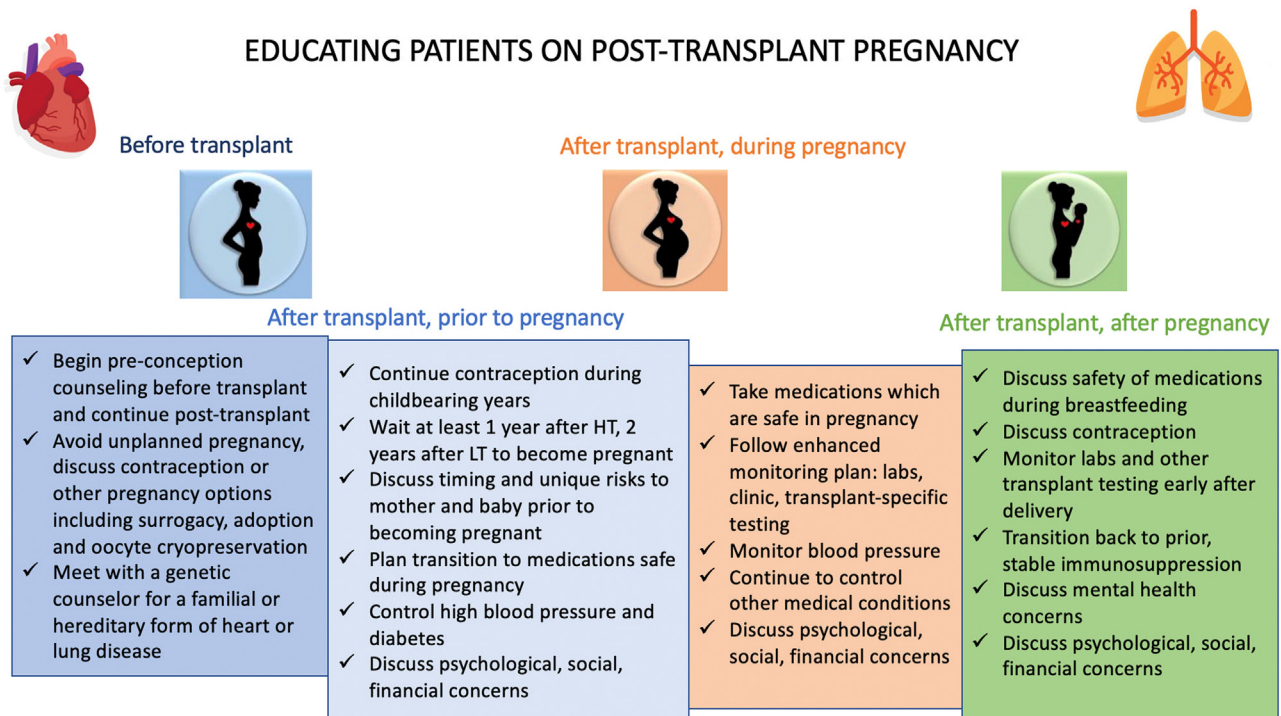 EDUCATING PATIENTS ON POST-TRANSPLANT PREGNANCY
Before transplant
✓ Begin pre-conception
counseling before transplant
and continue post-transplant
✓ Avoid unplanned pregnancy,
discuss contraception or
other pregnancy options
including surrogacy, adoption
and oocyte cryopreservation
✓ Meet with a genetic
counselor for a familial or
hereditary form of heart or
lung disease
After transplant, prior to pregnancy
✓ Continue contraception during
childbearing years
✓ Wait at least 1 year after HT, 2
years after LT to become pregnant
✓ Discuss timing and unique risks to
mother and baby prior to
becoming pregnant
✓ Plan transition to medications safe
during pregnancy
✓ Control high blood pressure and
diabetes
✓ Discuss psychological, social,
financial concerns
After transplant, during pregnancy
✓ Take medications which
are safe in pregnancy
✓ Follow enhanced
monitoring plan: labs,
clinic, transplant-specific
testing
✓ Monitor blood pressure
✓ Continue to control
other medical conditions
✓ Discuss psychological,
social, financial concerns
After transplant, after pregnancy
✓ Discuss safety of medications
during breastfeeding
✓ Discuss contraception
✓ Monitor labs and other
transplant testing early after
delivery
✓ Transition back to prior,
stable immunosuppression
✓ Discuss mental health
concerns
✓ Discuss psychological, social,
financial concerns